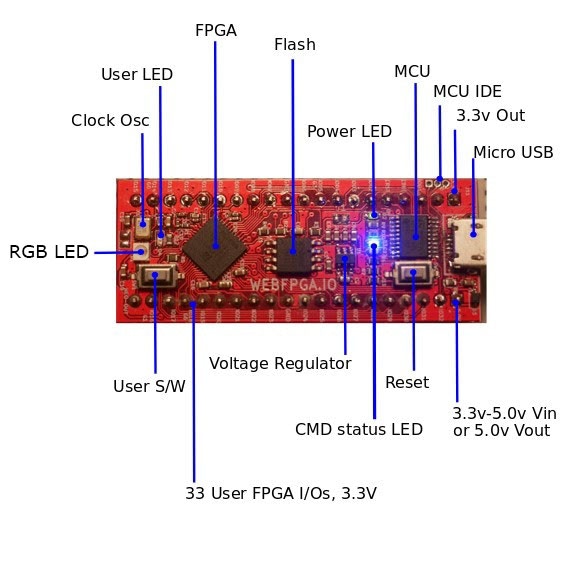 FPGA
Flash
User LED
MCU
MCU IDE
Clock Osc
3.3v Out
Power LED
Micro USB
RGB LED
WEBFPGA.IO
Voltage Regulator
User S/W
Reset
3.3v-5.0v Vin
or 5.0v Vout
CMD status LED
33 User FPGA I/Os, 3.3V